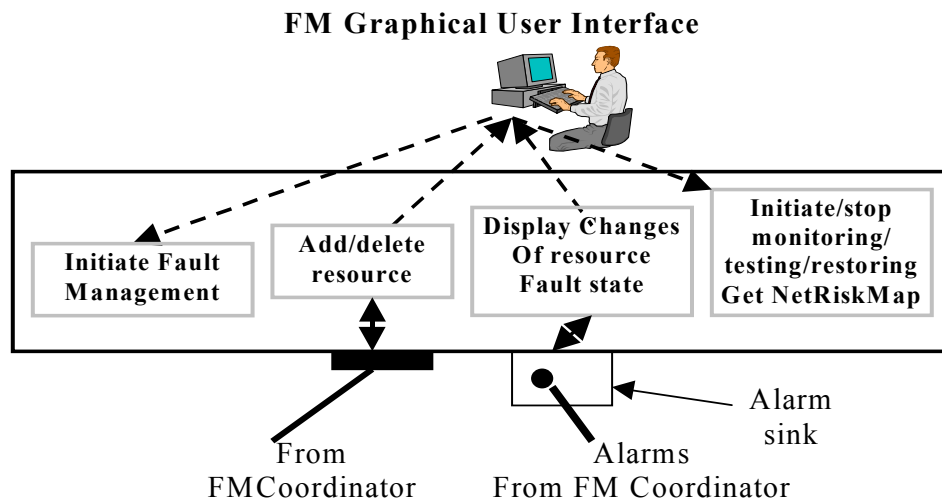 FM Graphical User Interface
Initiate Fault
Management
Add/delete
resource
Display Changes
Of resource
Fault state
Initiate/stop
monitoring/
testing/restoring
Get NetRiskMap
From
FMCoordinator
Alarms
From FM Coordinator
Alarm
sink